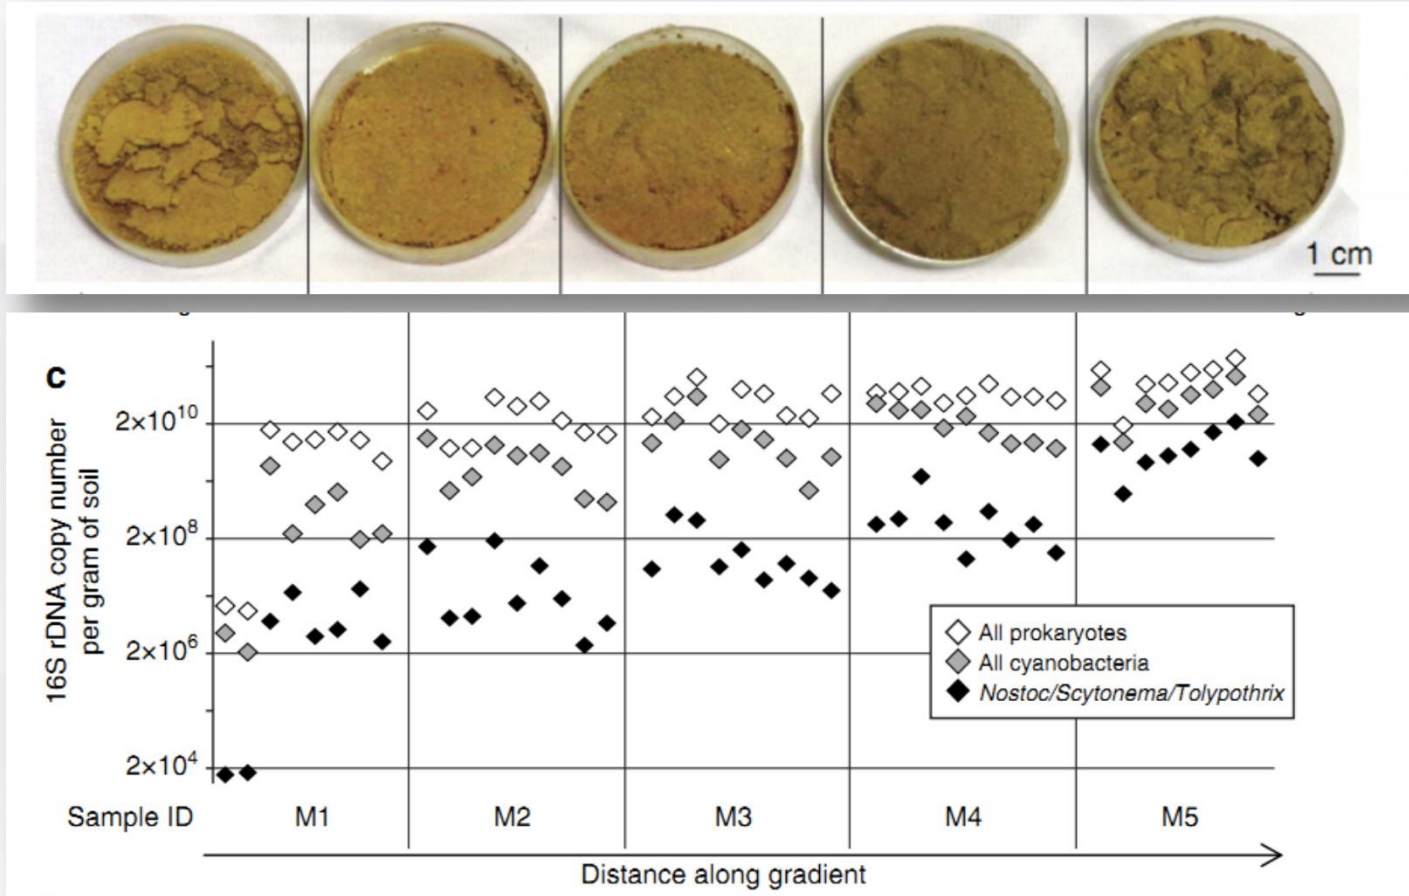 1 cm
c
16S rDNA copy number
per gram of soil
2×10¹⁰
2×10⁸
2×10⁶
2×10⁴
All prokaryotes
All cyanobacteria
Nostoc/Scytonema/Tolypothrix
Sample ID M1 M2 M3 M4 M5
Distance along gradient